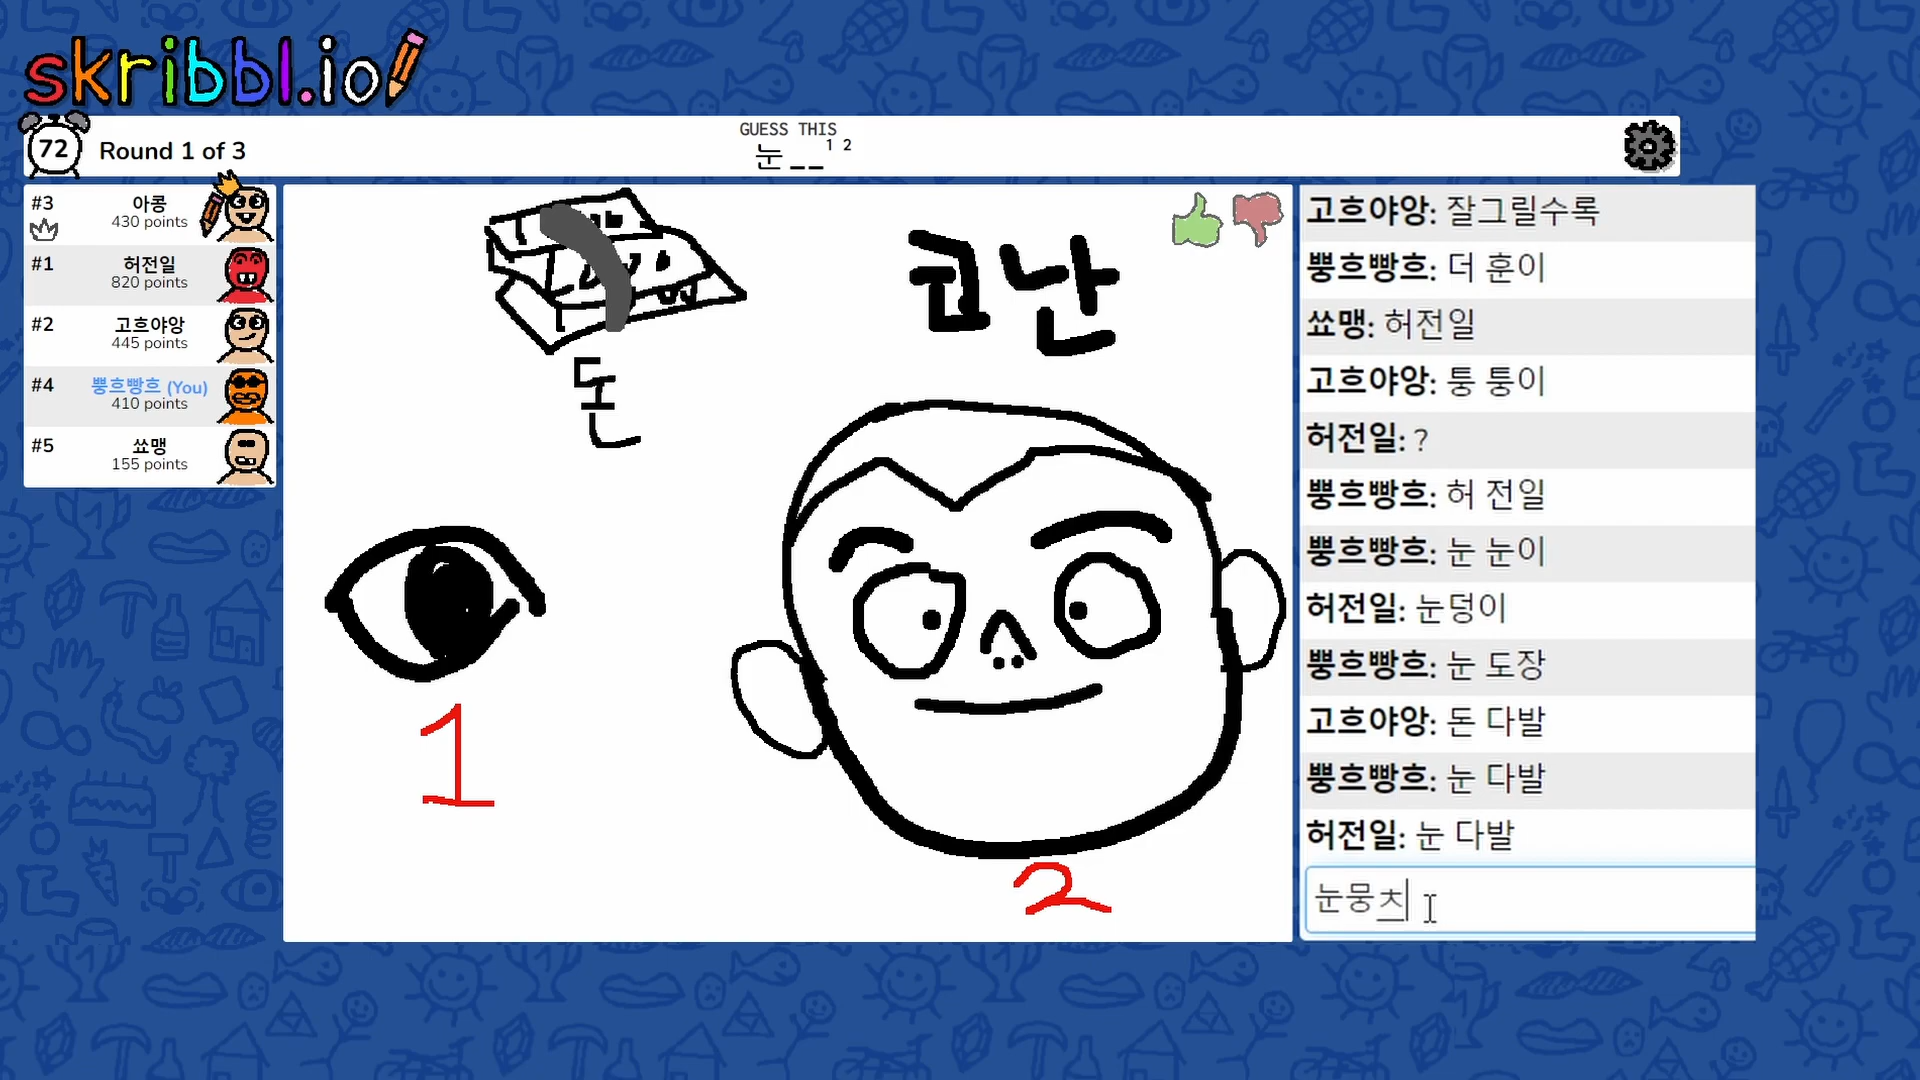 skribbl.io
72
Round 1 of 3
GUESS THIS
눈 _ _ 1 2
#3 아콩
430 points
#1 허전일
820 points
#2 고흐야앙
445 points
#4 뿡흐빵흐 (You)
410 points
#5 쑈맹
155 points
돈
코난
1
2
고흐야앙: 잘그릴수록
뿡흐빵흐: 더 훈이
쑈맹: 허전일
고흐야앙: 퉁 퉁이
허전일: ?
뿡흐빵흐: 허 전일
뿡흐빵흐: 눈 눈이
허전일: 눈덩이
뿡흐빵흐: 눈 도장
고흐야앙: 돈 다발
뿡흐빵흐: 눈 다발
허전일: 눈 다발
눈뭉ㅊ